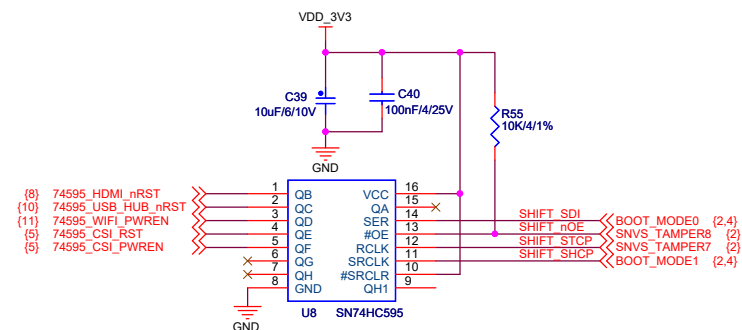 VDD_3V3
C39
10uF/6/10V
C40
100nF/4/25V
R55
10K/4/1%
GND
{8} 74595_HDMI_nRST
{10} 74595_USB_HUB_nRST
{11} 74595_WIFI_PWREN
{5} 74595_CSI_RST
{5} 74595_CSI_PWREN
1 QB VCC 16
2 QC QA 15
3 QD SER 14 SHIFT_SDI BOOT_MODE0 {2,4}
4 QE #OE 13 SHIFT_nOE SNVS_TAMPER8 {2}
5 QF RCLK 12 SHIFT_STCP SNVS_TAMPER7 {2}
6 QG SRCLK 11 SHIFT_SHCP BOOT_MODE1 {2,4}
7 QH #SRCLR 10
8 GND QH1 9
U8 SN74HC595
GND